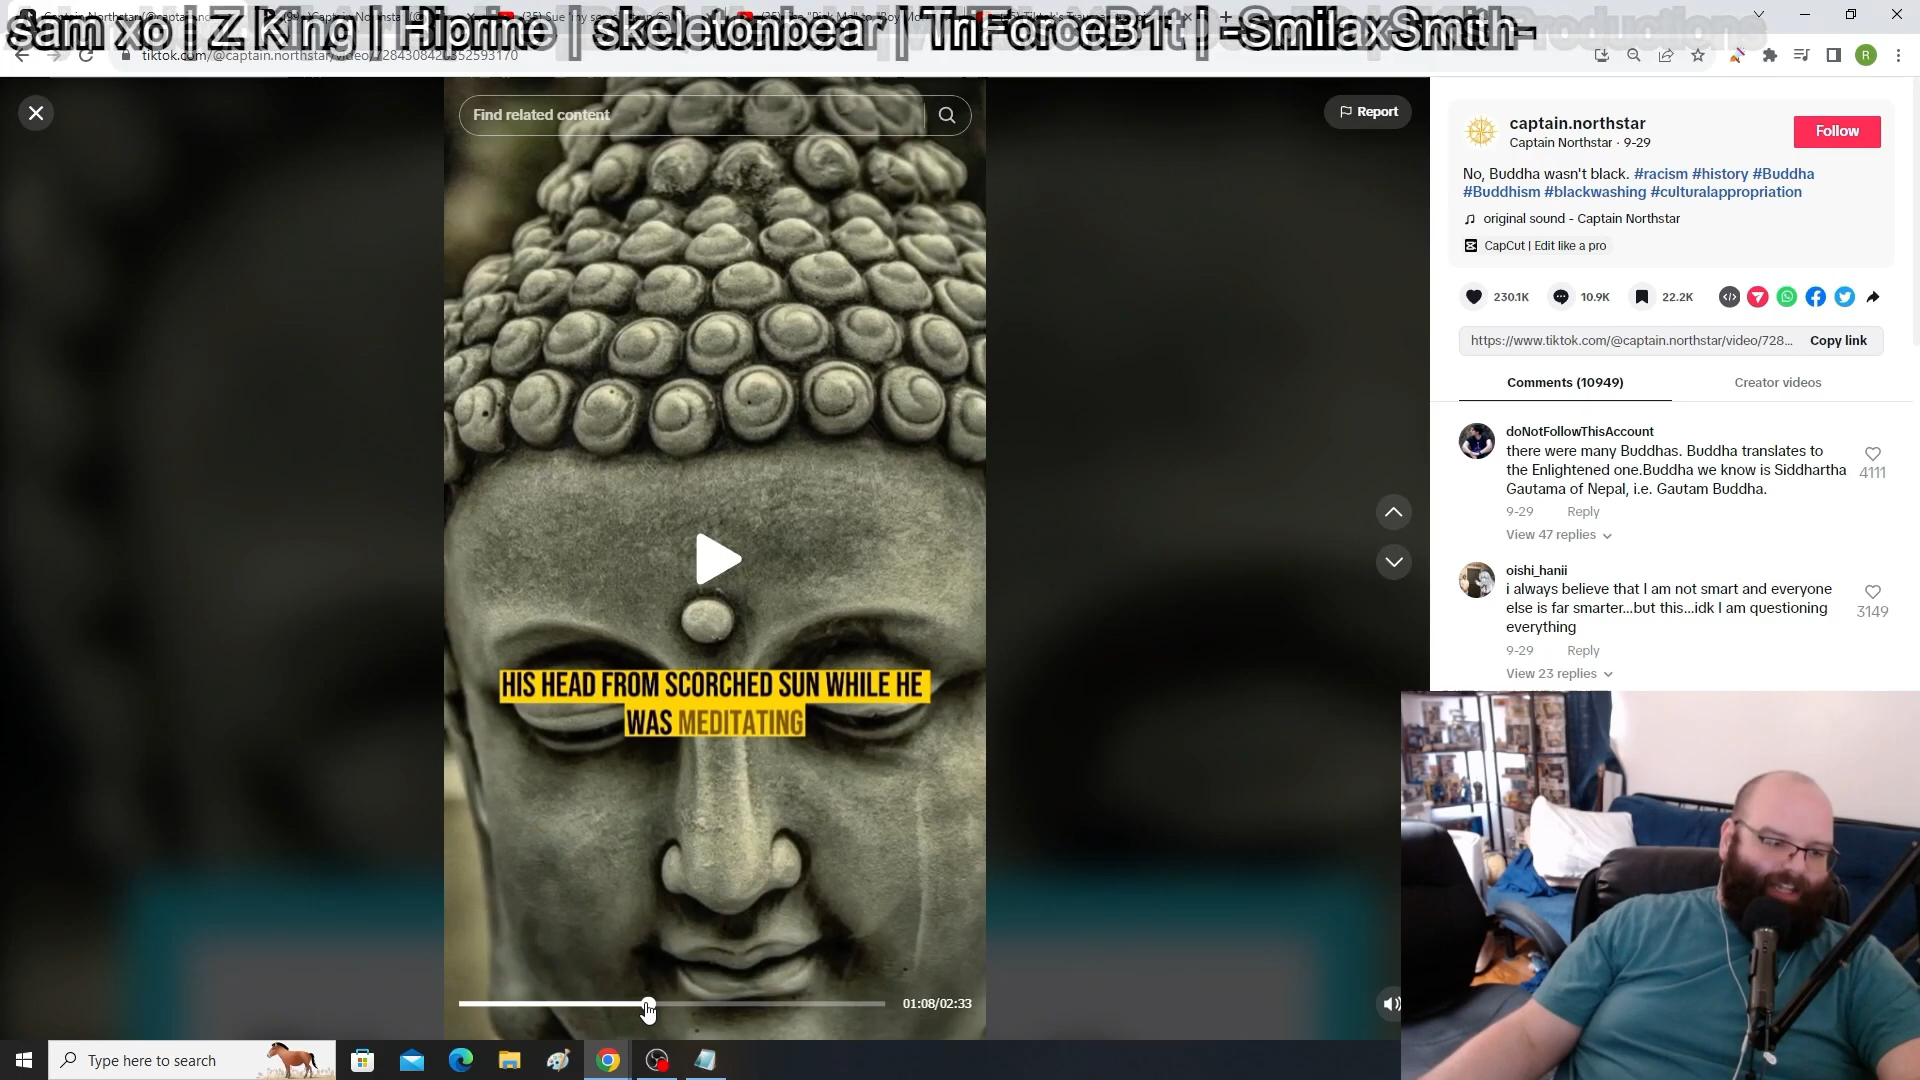 sam xo | Z King | Hiprine | skeletonbear | ThForceB1t | -SmilaxSmith-
tiktok.com/@captain.northstar/video/7284308424352593170
Find related content
Report
HIS HEAD FROM SCORCHED SUN WHILE HE
WAS MEDITATING
01:08/02:33
captain.northstar
Captain Northstar · 9-29
Follow
No, Buddha wasn't black. #racism #history #Buddha
#Buddhism #blackwashing #culturalappropriation
original sound - Captain Northstar
CapCut | Edit like a pro
230.1K
10.9K
22.2K
https://www.tiktok.com/@captain.northstar/video/728...
Copy link
Comments (10949)
Creator videos
doNotFollowThisAccount
there were many Buddhas. Buddha translates to
the Enlightened one.Buddha we know is Siddhartha
Gautama of Nepal, i.e. Gautam Buddha.
4111
9-29 Reply
View 47 replies
oishi_hanii
i always believe that I am not smart and everyone
else is far smarter...but this...idk I am questioning
everything
3149
9-29 Reply
View 23 replies
Type here to search
R